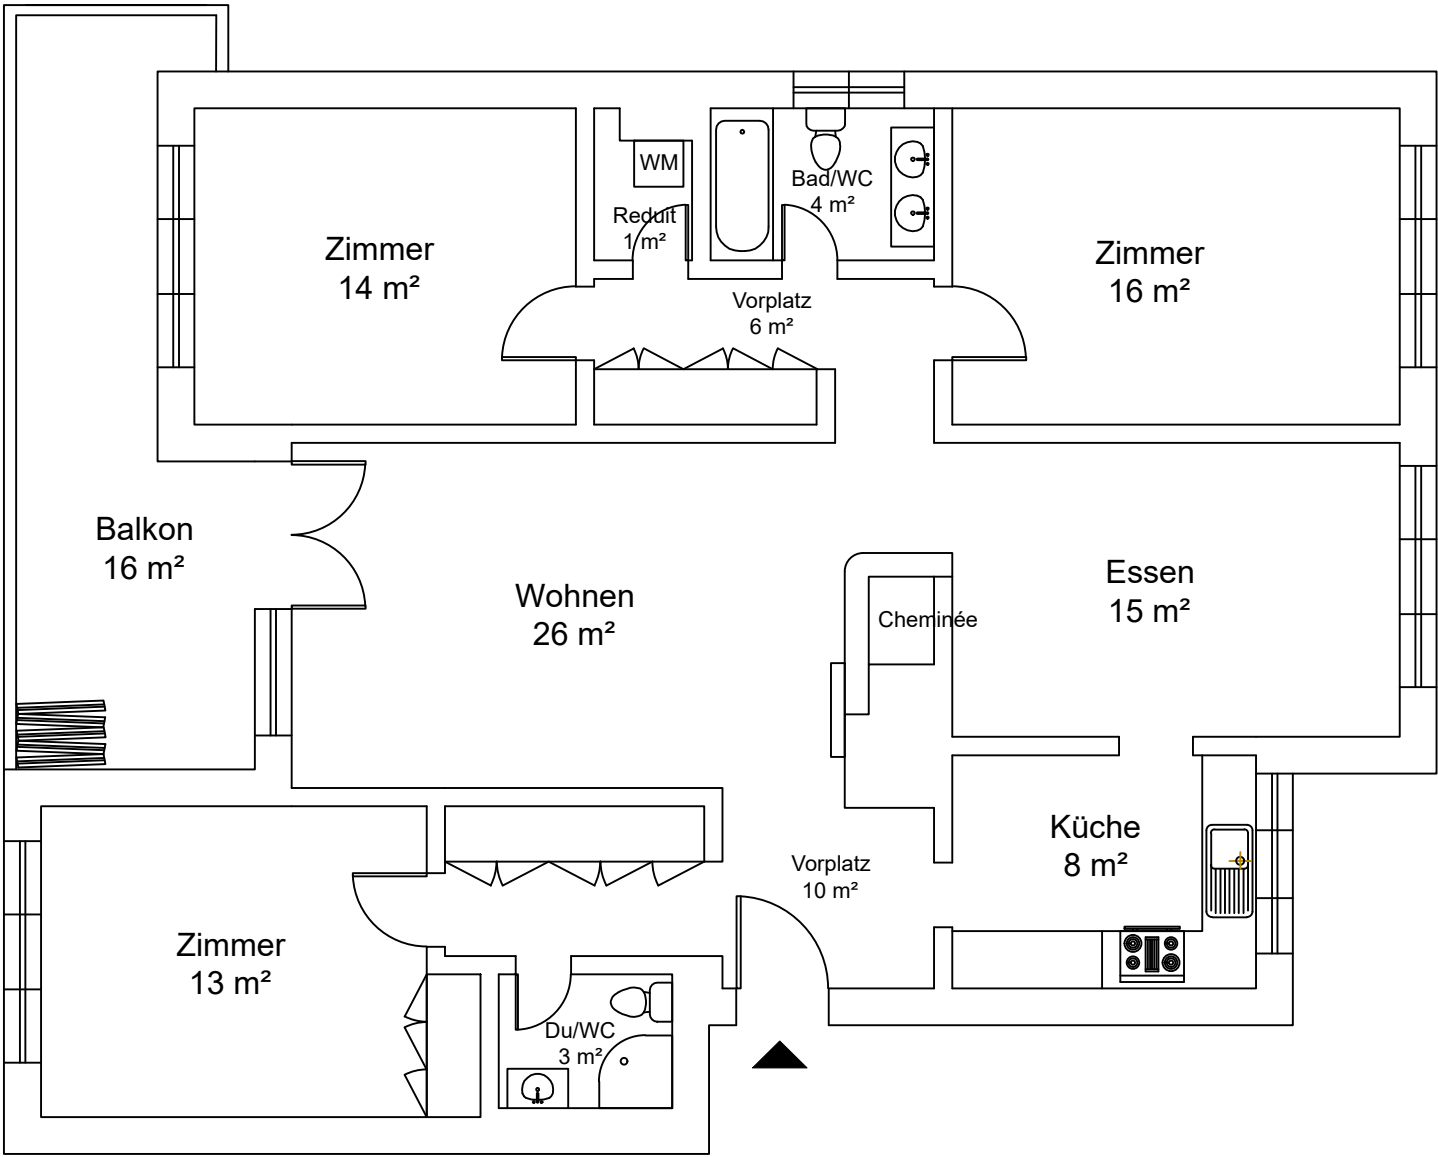 WM
Bad/WC
4 m²
Reduit
1 m²
Zimmer
14 m²
Zimmer
16 m²
Vorplatz
6 m²
Balkon
16 m²
Wohnen
26 m²
Essen
15 m²
Cheminée
Küche
8 m²
Vorplatz
10 m²
Zimmer
13 m²
Du/WC
3 m²